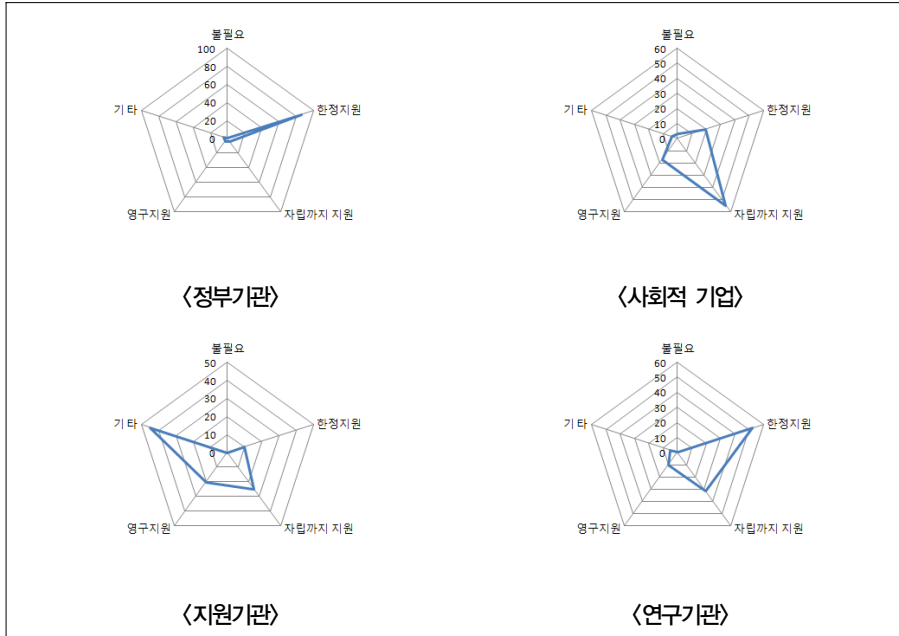 불필요
100
80
60
40
20
0
기 타
한정지원
영구지원
자립까지 지원
〈정부기관〉
불필요
60
50
40
30
20
10
0
기 타
한정지원
영구지원
자립까지 지원
〈사회적 기업〉
불필요
50
40
30
20
10
0
기 타
한정지원
영구지원
자립까지 지원
〈지원기관〉
불필요
60
50
40
30
20
10
0
기 타
한정지원
영구지원
자립까지 지원
〈연구기관〉